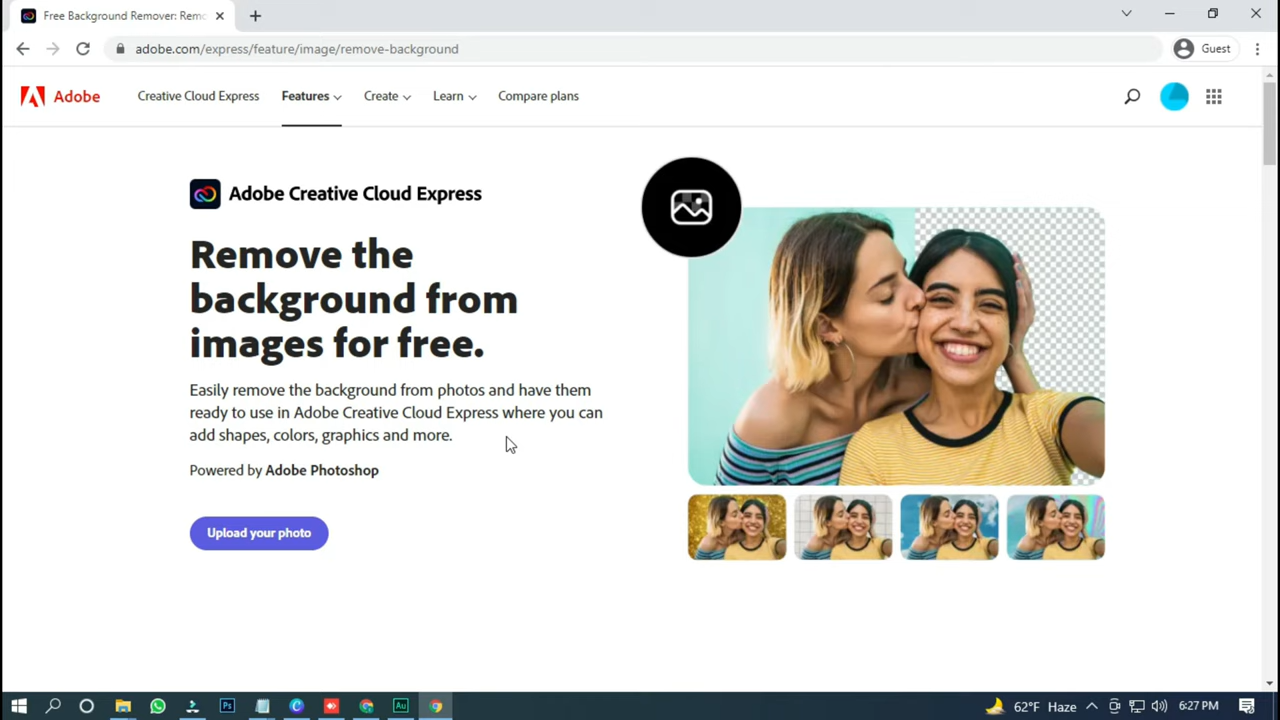 Free Background Remover: Remo
adobe.com/express/feature/image/remove-background
Guest
Adobe
Creative Cloud Express
Features
Create
Learn
Compare plans
Adobe Creative Cloud Express
Remove the
background from
images for free.
Easily remove the background from photos and have them
ready to use in Adobe Creative Cloud Express where you can
add shapes, colors, graphics and more.
Powered by Adobe Photoshop
Upload your photo
Ps
Au
62°F Haze
6:27 PM